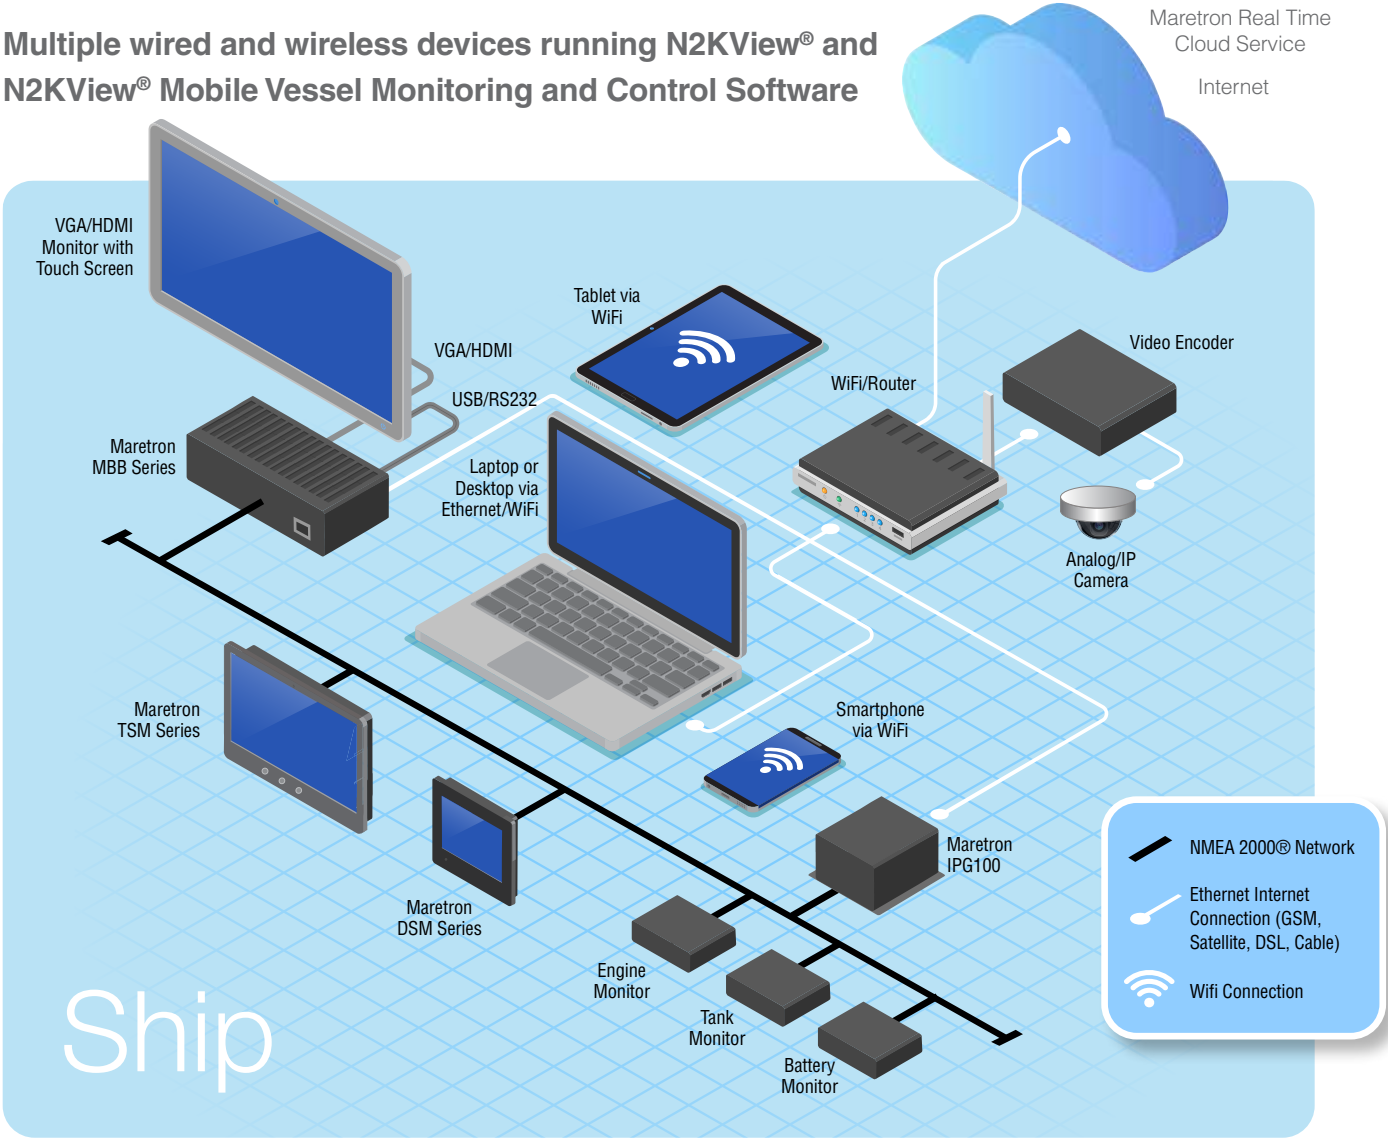 Multiple wired and wireless devices running N2KView® and
N2KView® Mobile Vessel Monitoring and Control Software
Maretron Real Time
Cloud Service
Internet
VGA/HDMI
Monitor with
Touch Screen
Tablet via
WiFi
VGA/HDMI
USB/RS232
WiFi/Router
Video Encoder
Maretron
MBB Series
Laptop or
Desktop via
Ethernet/WiFi
Analog/IP
Camera
Maretron
TSM Series
Smartphone
via WiFi
Maretron
IPG100
Maretron
DSM Series
Engine
Monitor
Tank
Monitor
Battery
Monitor
Ship
NMEA 2000® Network
Ethernet Internet
Connection (GSM,
Satellite, DSL, Cable)
Wifi Connection